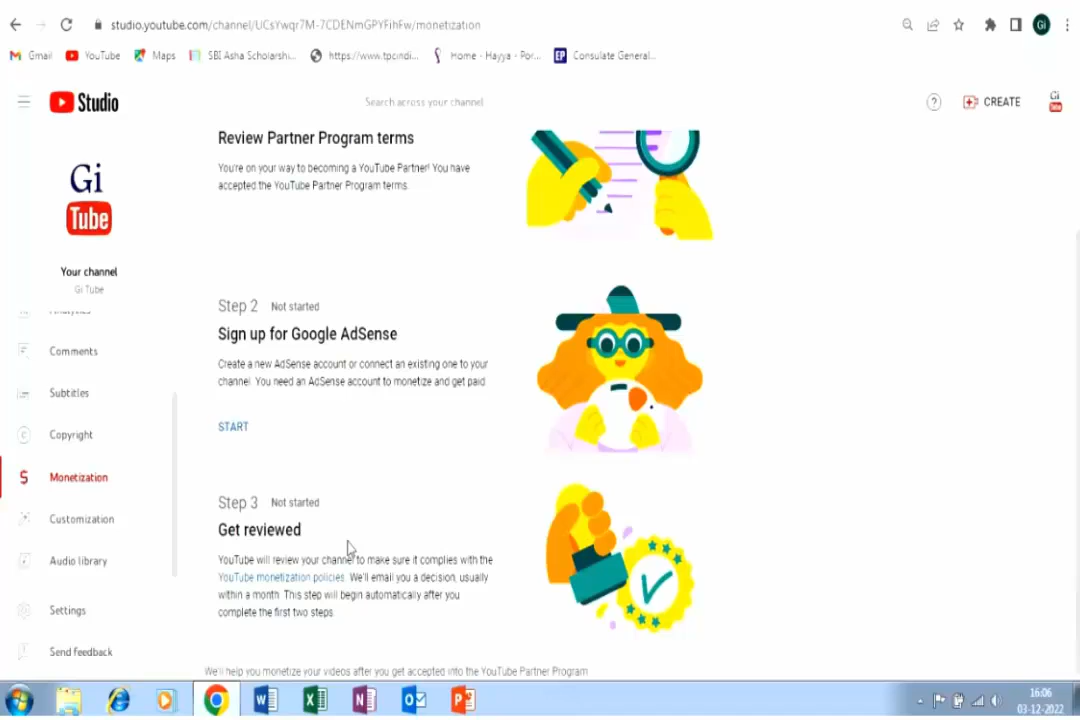 studio.youtube.com/channel/UCsYwqr7M-7CDENmGPYFihFw/monetization
Gi
Gmail YouTube Maps SBI Asha Scholarshi... https://www.tpcindi... Home - Hayya - Por... EP Consulate General...
Studio
Search across your channel
? CREATE
Gi
Tube
Review Partner Program terms
You're on your way to becoming a YouTube Partner! You have
accepted the YouTube Partner Program terms.
Gi
Tube
Your channel
Gi Tube
Analytics
Comments
Subtitles
Copyright
Monetization
Customization
Audio library
Settings
Send feedback
Step 2 Not started
Sign up for Google AdSense
Create a new AdSense account or connect an existing one to your
channel. You need an AdSense account to monetize and get paid
START
Step 3 Not started
Get reviewed
YouTube will review your channel to make sure it complies with the
YouTube monetization policies. We'll email you a decision, usually
within a month. This step will begin automatically after you
complete the first two steps.
We'll help you monetize your videos after you get accepted into the YouTube Partner Program
16:06
03-12-2022